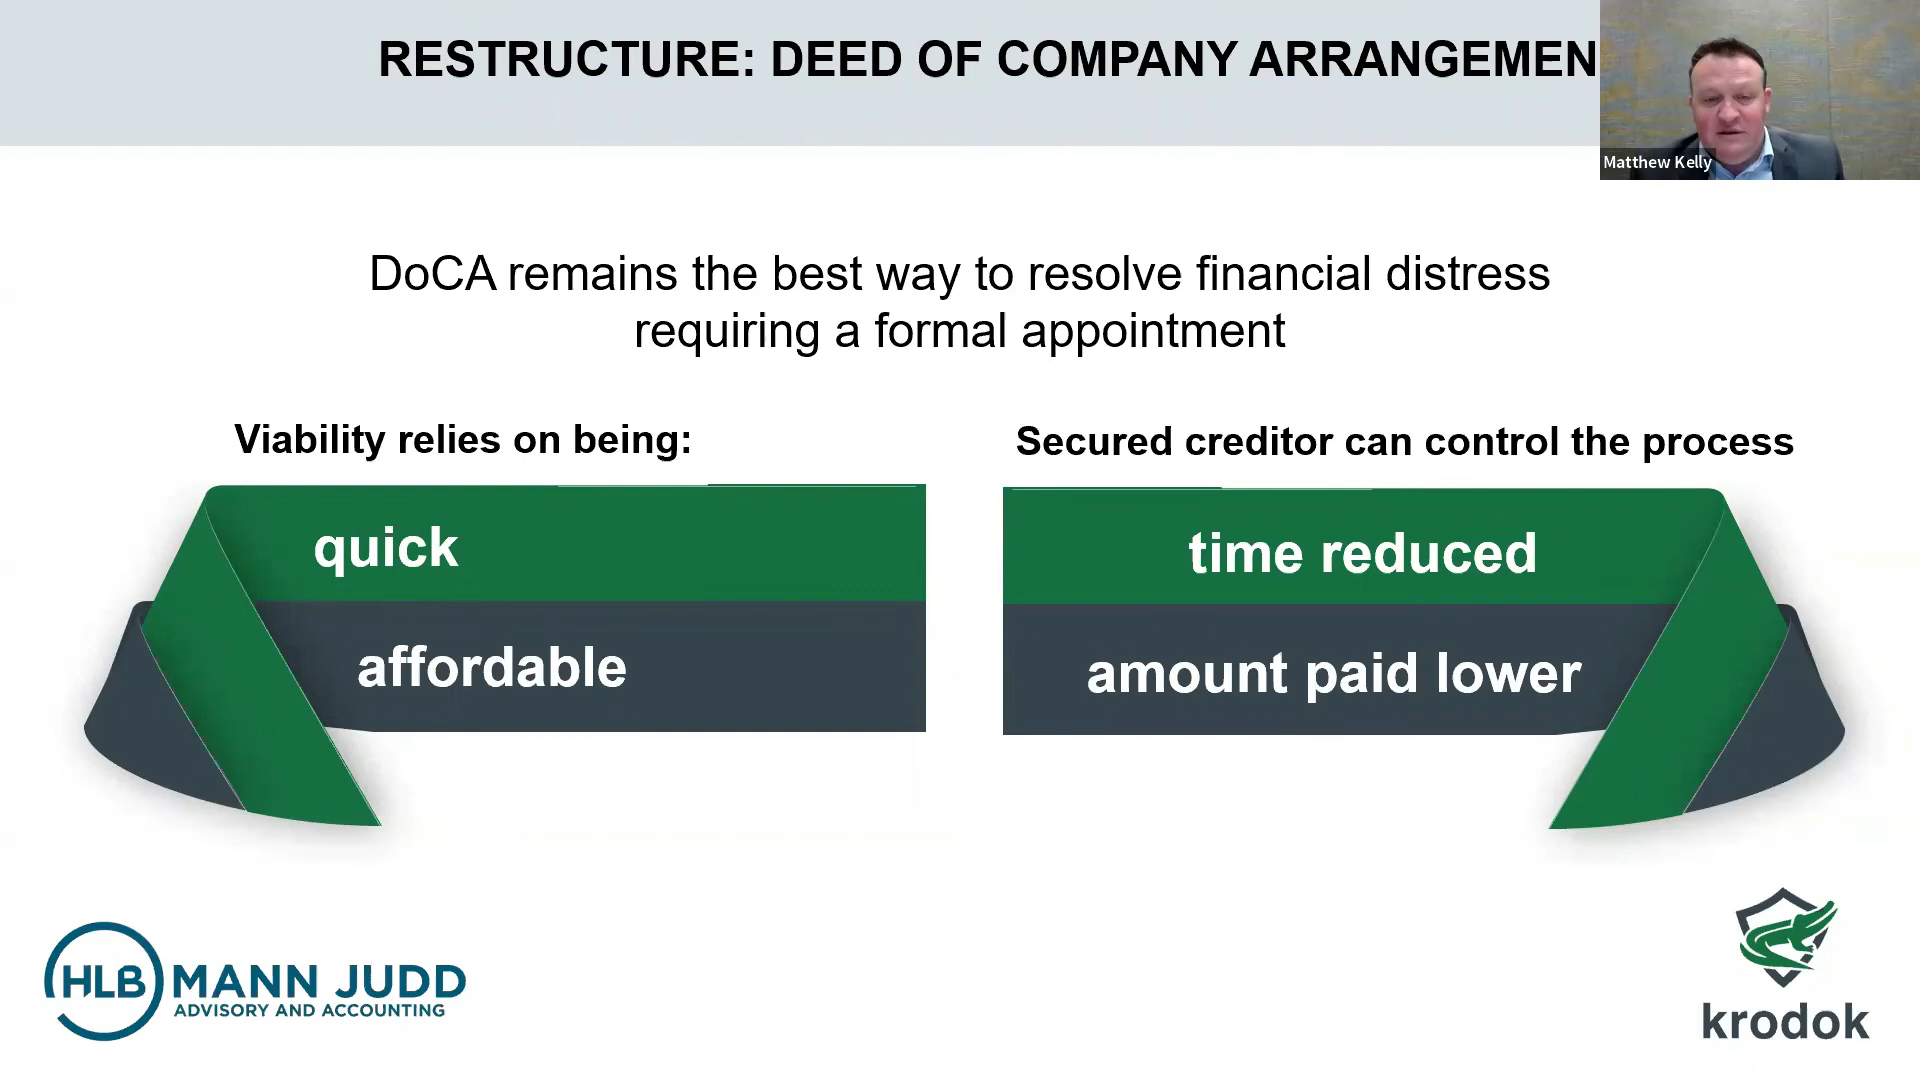 RESTRUCTURE: DEED OF COMPANY ARRANGEMEN
Matthew Kelly
DoCA remains the best way to resolve financial distress
requiring a formal appointment
Viability relies on being:
quick
affordable
Secured creditor can control the process
time reduced
amount paid lower
HLB MANN JUDD
ADVISORY AND ACCOUNTING
krodok